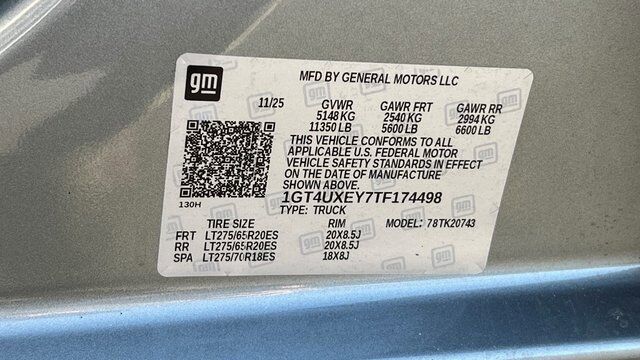 gm
MFD BY GENERAL MOTORS LLC
11/25 GVWR GAWR FRT GAWR RR
5148 KG 2540 KG 2994 KG
11350 LB 5600 LB 6600LB
THIS VEHICLE CONFORMS TO ALL
APPLICABLE U.S. FEDERAL MOTOR
VEHICLE SAFETY STANDARDS IN EFFECT
ON THE DATE OF MANUFACTURE
SHOWN ABOVE.
130H
1GT4UXEY7TF174498
TYPE: TRUCK MODEL: 78TK20743
TIRE SIZE RIM
FRT LT275/65R20ES 20X8.5J
RR LT275/65R20ES 20X8.5J
SPA LT275/70R18ES 18X8J